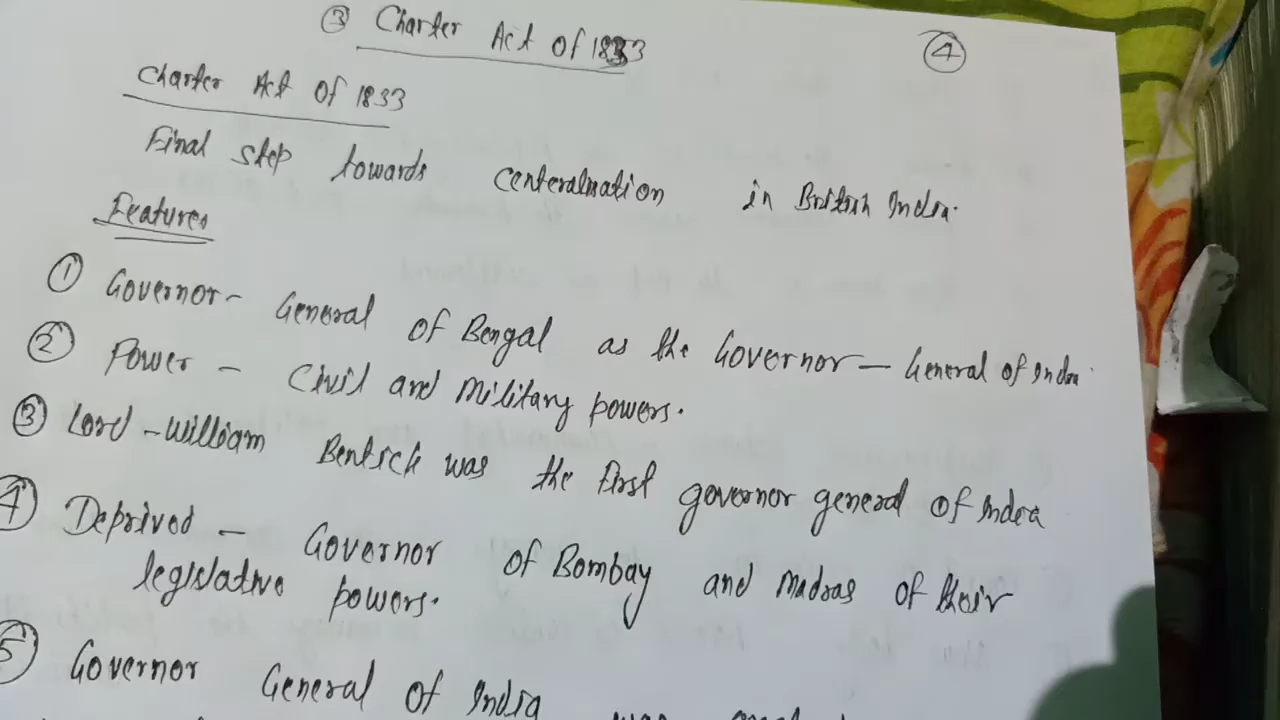 ③ Charter Act Of 1833
④
Charter Act Of 1833
Final step towards centeralnation in British India.
Features
① Governor- General of Bengal as the Governor- General of India.
② Power - Civil and Military powers.
③ Lord -William Bentick was the first governor general of India
④ Deprived - Governor of Bombay and Madras of their
legislative powers.
⑤ Governor General of India was